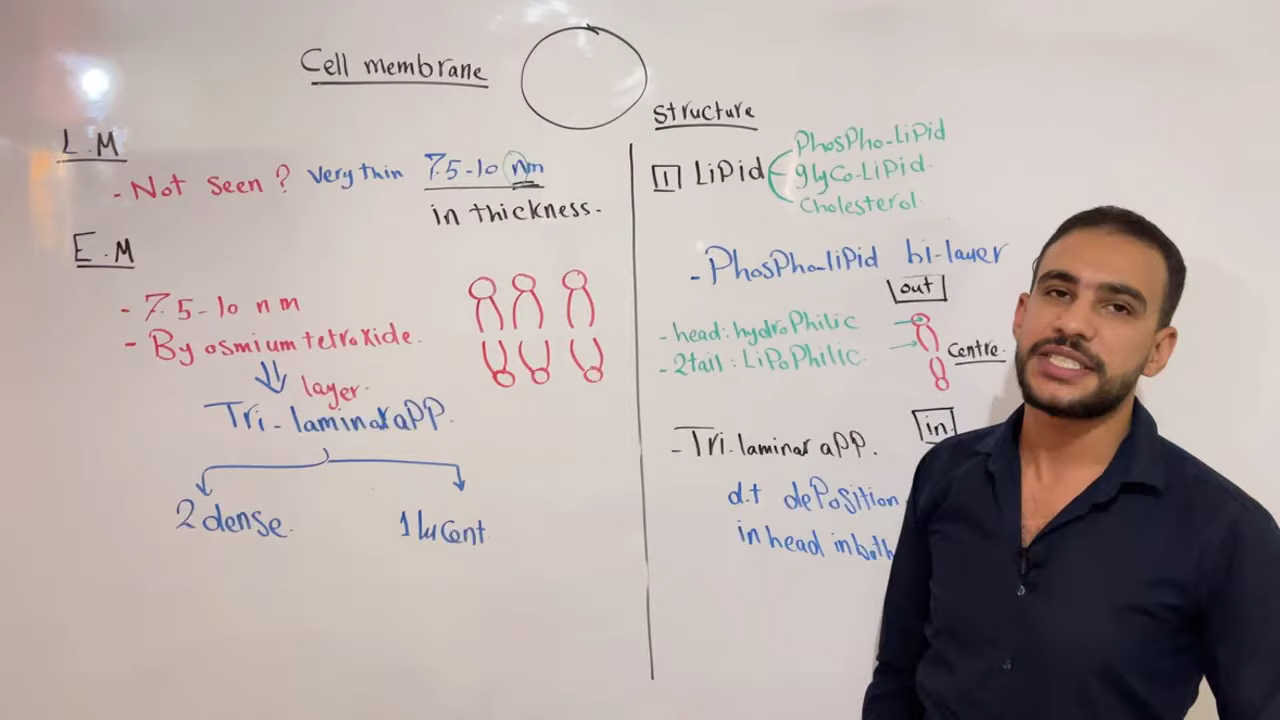 Cell membrane
L.M
- Not seen ? very thin 7.5-10 nm
in thickness.
E.M
- 7.5-10 nm
- By osmium tetroxide.
layer.
Tri-laminar app.
2 dense.
1 lucent
structure
1 Lipid
Phospho-Lipid
glyco-Lipid.
Cholesterol.
- Phospho-lipid bi-layer
out
- head: hydrophilic
- 2tail: Lipophilic.
Centre.
in.
- Tri.laminar app.
d.t deposition
in head in both